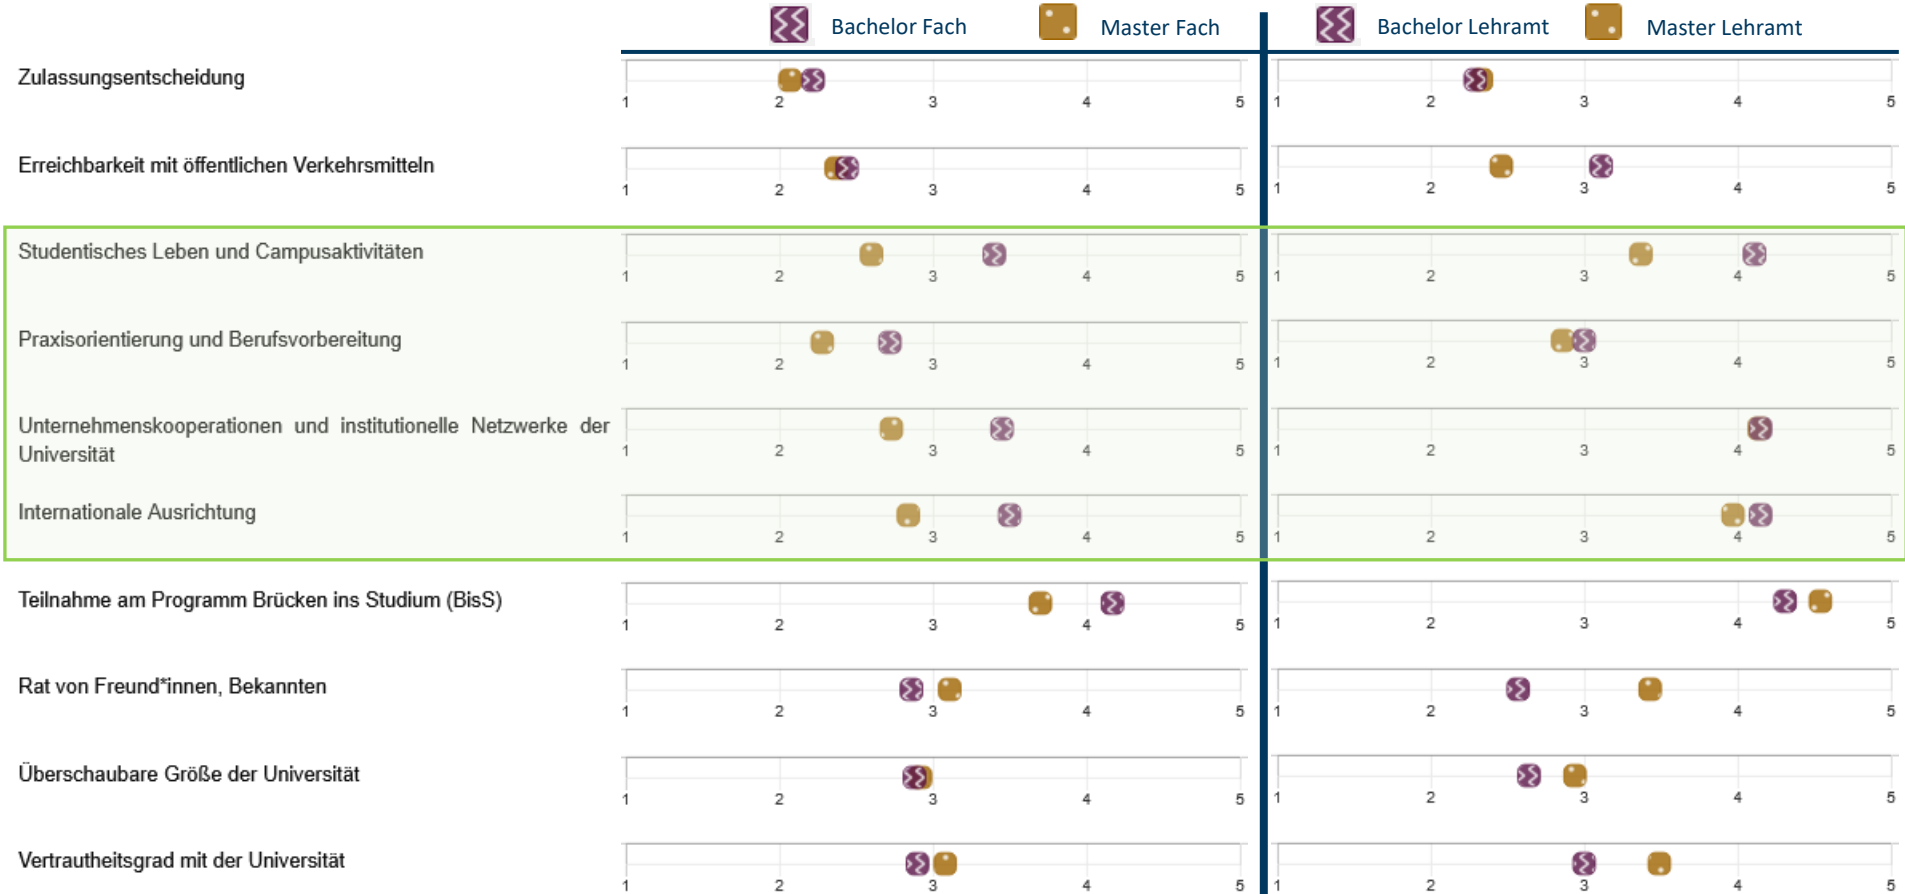 Bachelor Fach Master Fach Bachelor Lehramt Master Lehramt
Zulassungsentscheidung
1 2 3 4 5 1 2 3 4 5
Erreichbarkeit mit öffentlichen Verkehrsmitteln
1 2 3 4 5 1 2 3 4 5
Studentisches Leben und Campusaktivitäten
1 2 3 4 5 1 2 3 4 5
Praxisorientierung und Berufsvorbereitung
1 2 3 4 5 1 2 3 4 5
Unternehmenskooperationen und institutionelle Netzwerke der
Universität
1 2 3 4 5 1 2 3 4 5
Internationale Ausrichtung
1 2 3 4 5 1 2 3 4 5
Teilnahme am Programm Brücken ins Studium (BisS)
1 2 3 4 5 1 2 3 4 5
Rat von Freund*innen, Bekannten
1 2 3 4 5 1 2 3 4 5
Überschaubare Größe der Universität
1 2 3 4 5 1 2 3 4 5
Vertrautheitsgrad mit der Universität
1 2 3 4 5 1 2 3 4 5